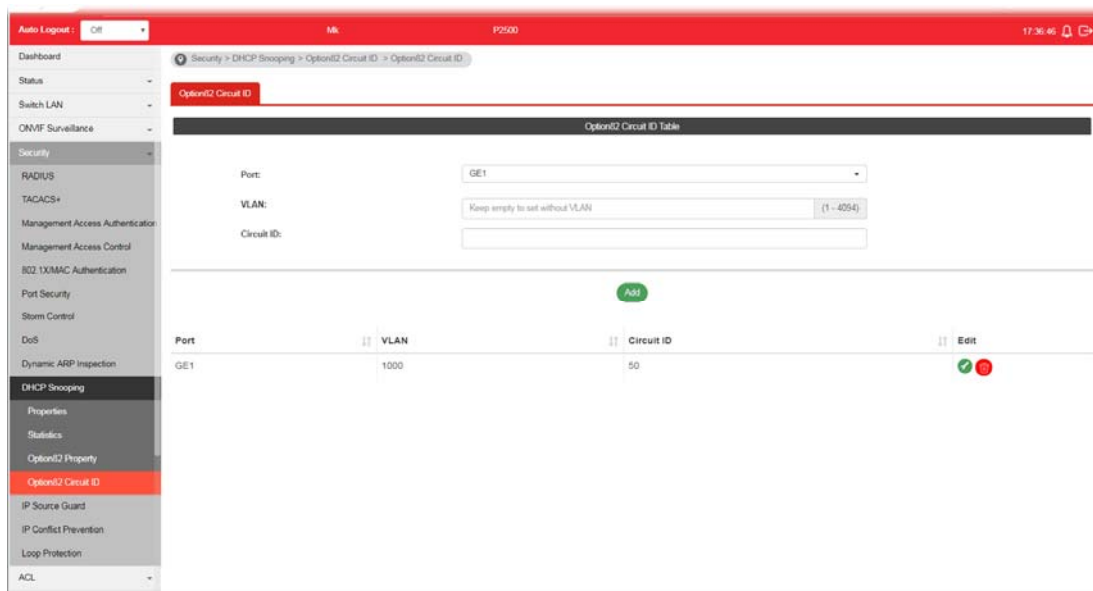 Auto Logout : Off Mk P2500 17:36:46
Dashboard
Status
Switch LAN
ONVIF Surveillance
Security
RADIUS
TACACS+
Management Access Authentication
Management Access Control
802.1X/MAC Authentication
Port Security
Storm Control
DoS
Dynamic ARP Inspection
DHCP Snooping
Properties
Statistics
Option82 Property
Option82 Circuit ID
IP Source Guard
IP Conflict Prevention
Loop Protection
ACL
Security > DHCP Snooping > Option82 Circuit ID > Option82 Circuit ID
Option82 Circuit ID
Option82 Circuit ID Table
Port: GE1
VLAN: Keep empty to set without VLAN (1 - 4094)
Circuit ID:
Add
Port VLAN Circuit ID Edit
GE1 1000 50